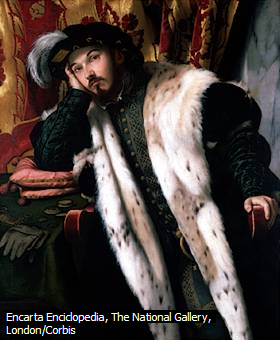 Encarta Enciclopedia, The National Gallery,
London/Corbis